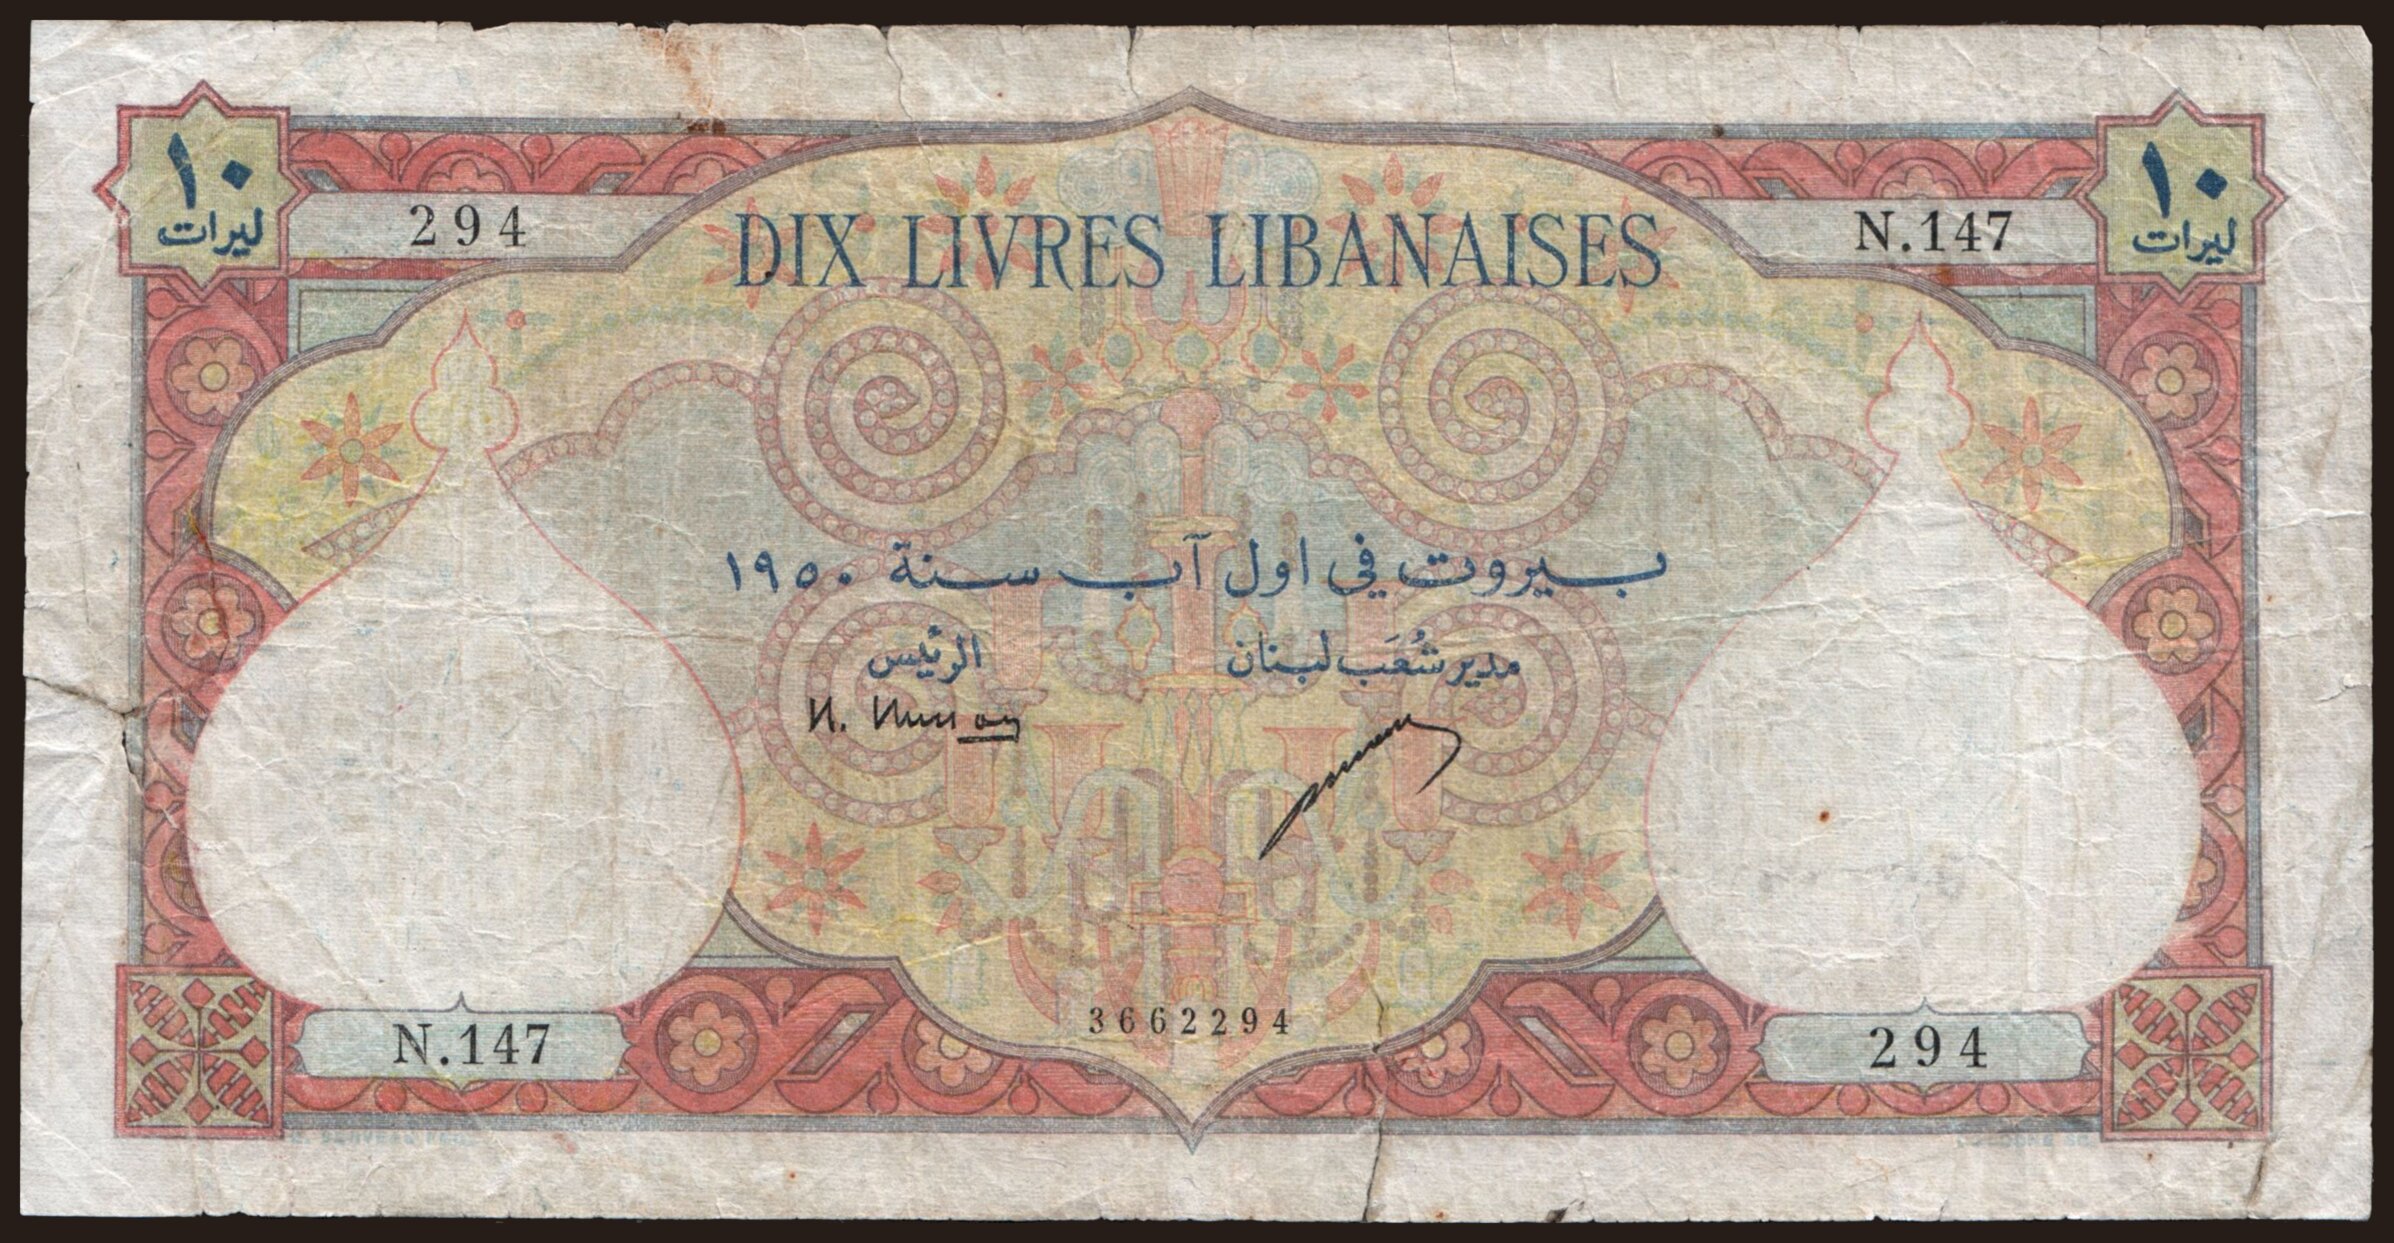 ١٠
ليرات
١٠
ليرات
294
N.147
DIX LIVRES LIBANAISES
بيروت في اول آب سنة ١٩٥٠
مدير شُعَب لبنان
الرئيس
3662294
N.147
294